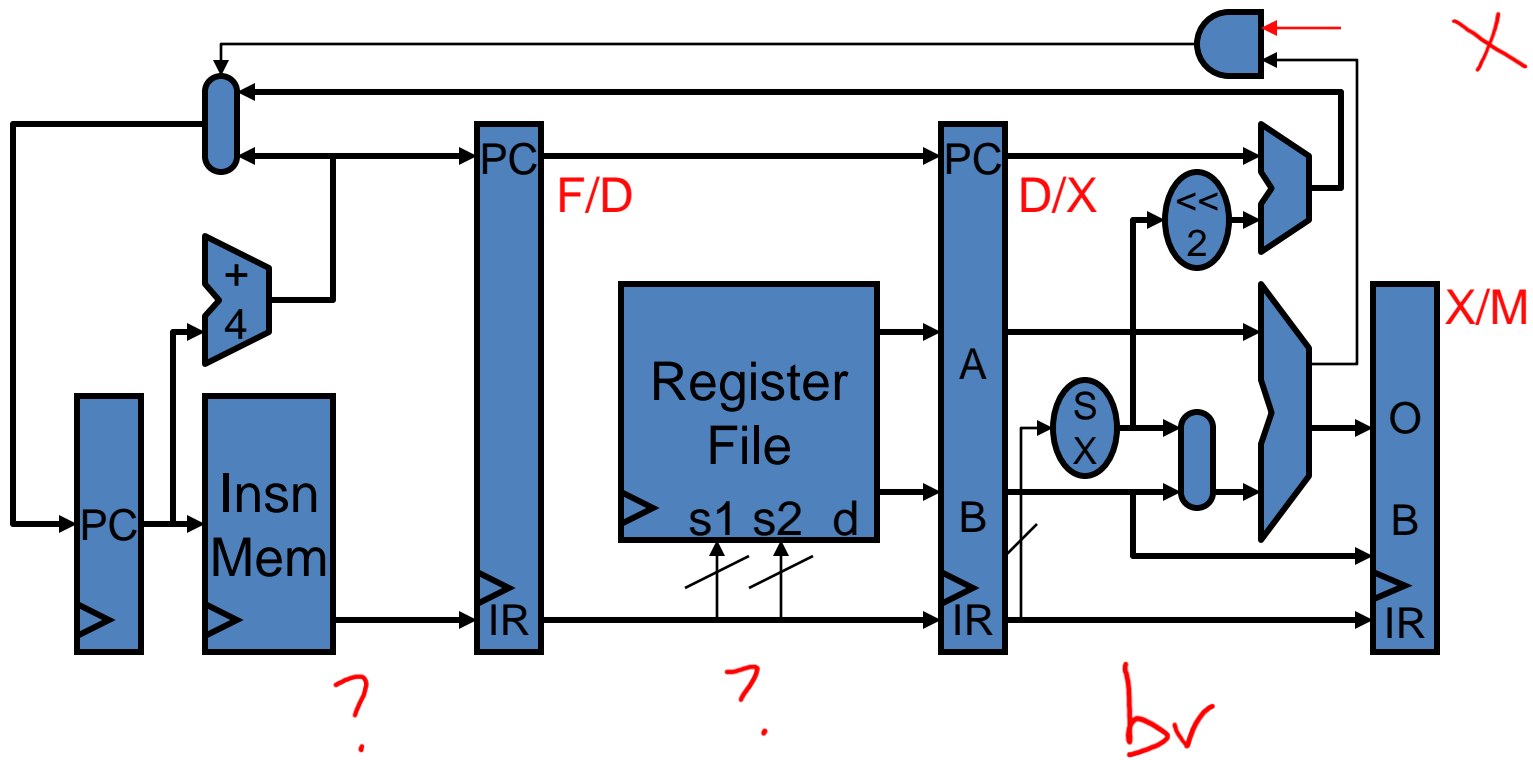 X
PC
F/D
PC
D/X
<<
2
+
4
X/M
Register
File
A
S
X
O
Insn
Mem
PC
s1 s2 d
B
B
IR
IR
IR
?
?
br